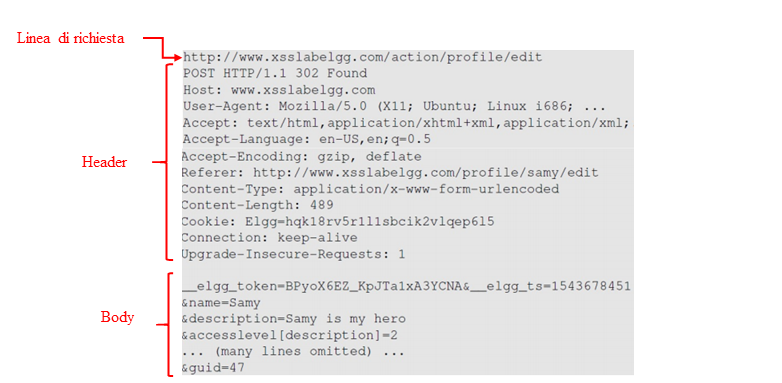 Linea di richiesta
http://www.xsslabelgg.com/action/profile/edit
POST HTTP/1.1 302 Found
Host: www.xsslabelgg.com
User-Agent: Mozilla/5.0 (X11; Ubuntu; Linux i686; ...
Accept: text/html,application/xhtml+xml,application/xml;
Accept-Language: en-US,en;q=0.5
Header
Accept-Encoding: gzip, deflate
Referer: http://www.xsslabelgg.com/profile/samy/edit
Content-Type: application/x-www-form-urlencoded
Content-Length: 489
Cookie: Elgg=hqk18rv5r1l1sbcik2vlqep6l5
Connection: keep-alive
Upgrade-Insecure-Requests: 1
__elgg_token=BPyoX6EZ_KpJTa1xA3YCNA&__elgg_ts=1543678451
&name=Samy
Body
&description=Samy is my hero
&accesslevel[description]=2
... (many lines omitted) ...
&guid=47